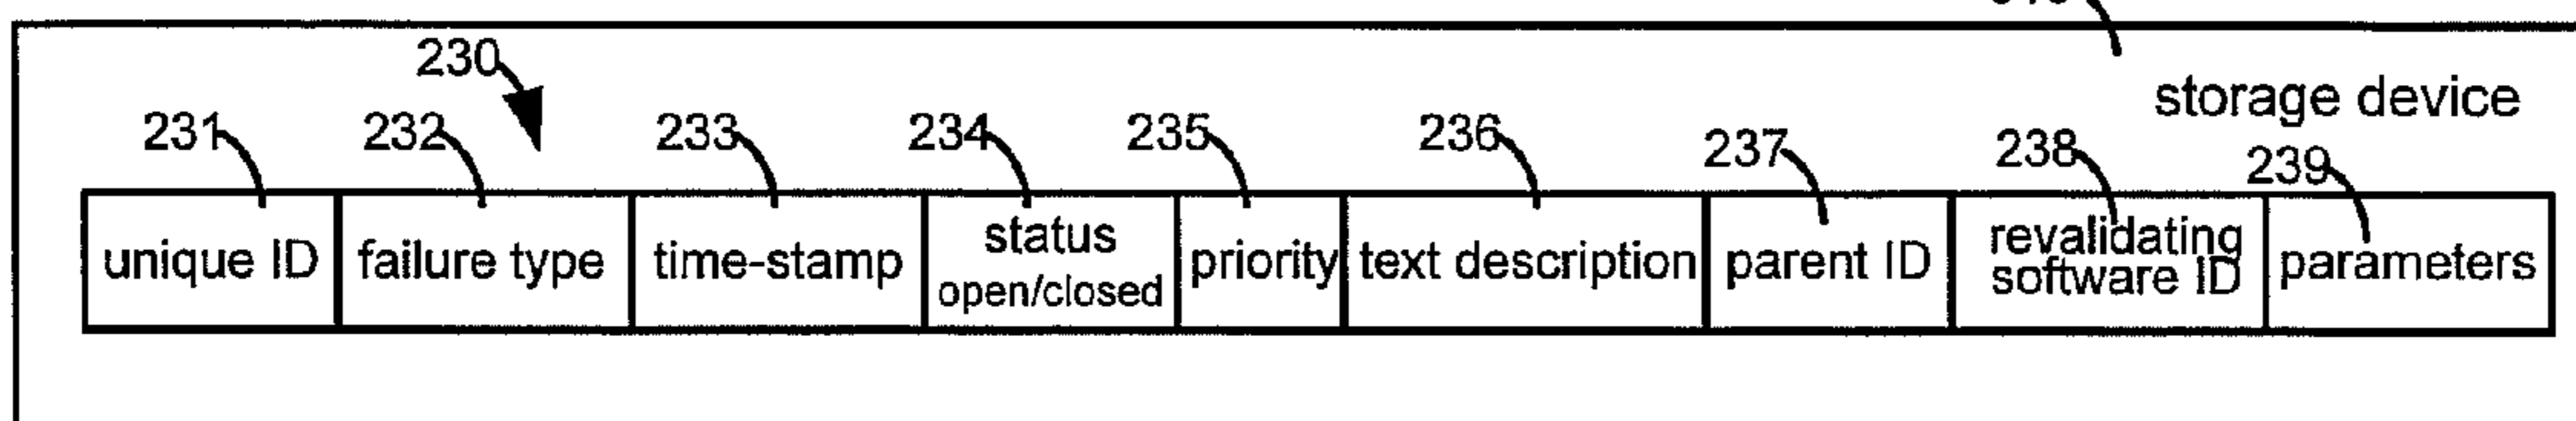 230
storage device
231 232 233 234 235 236 237 238 239
unique ID failure type time-stamp status open/closed priority text description parent ID revalidating software ID parameters